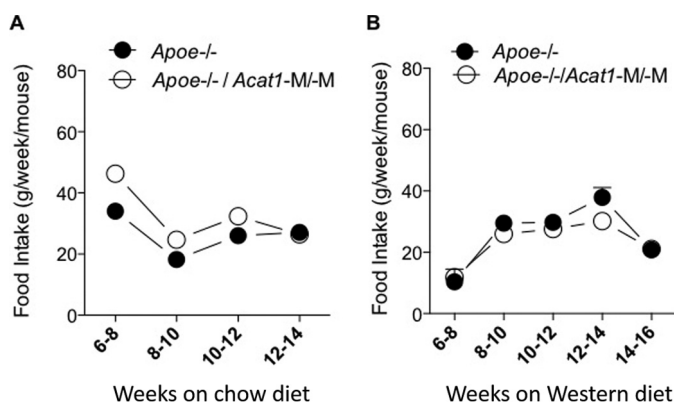 A
Apoe-/-
Apoe-/- / Acat1-M/-M
Food Intake (g/week/mouse)
80
60
40
20
0
6-8
8-10
10-12
12-14
Weeks on chow diet
B
Apoe-/-
Apoe-/-/Acat1-M/-M
Food Intake (g/week/mouse)
80
60
40
20
0
6-8
8-10
10-12
12-14
14-16
Weeks on Western diet